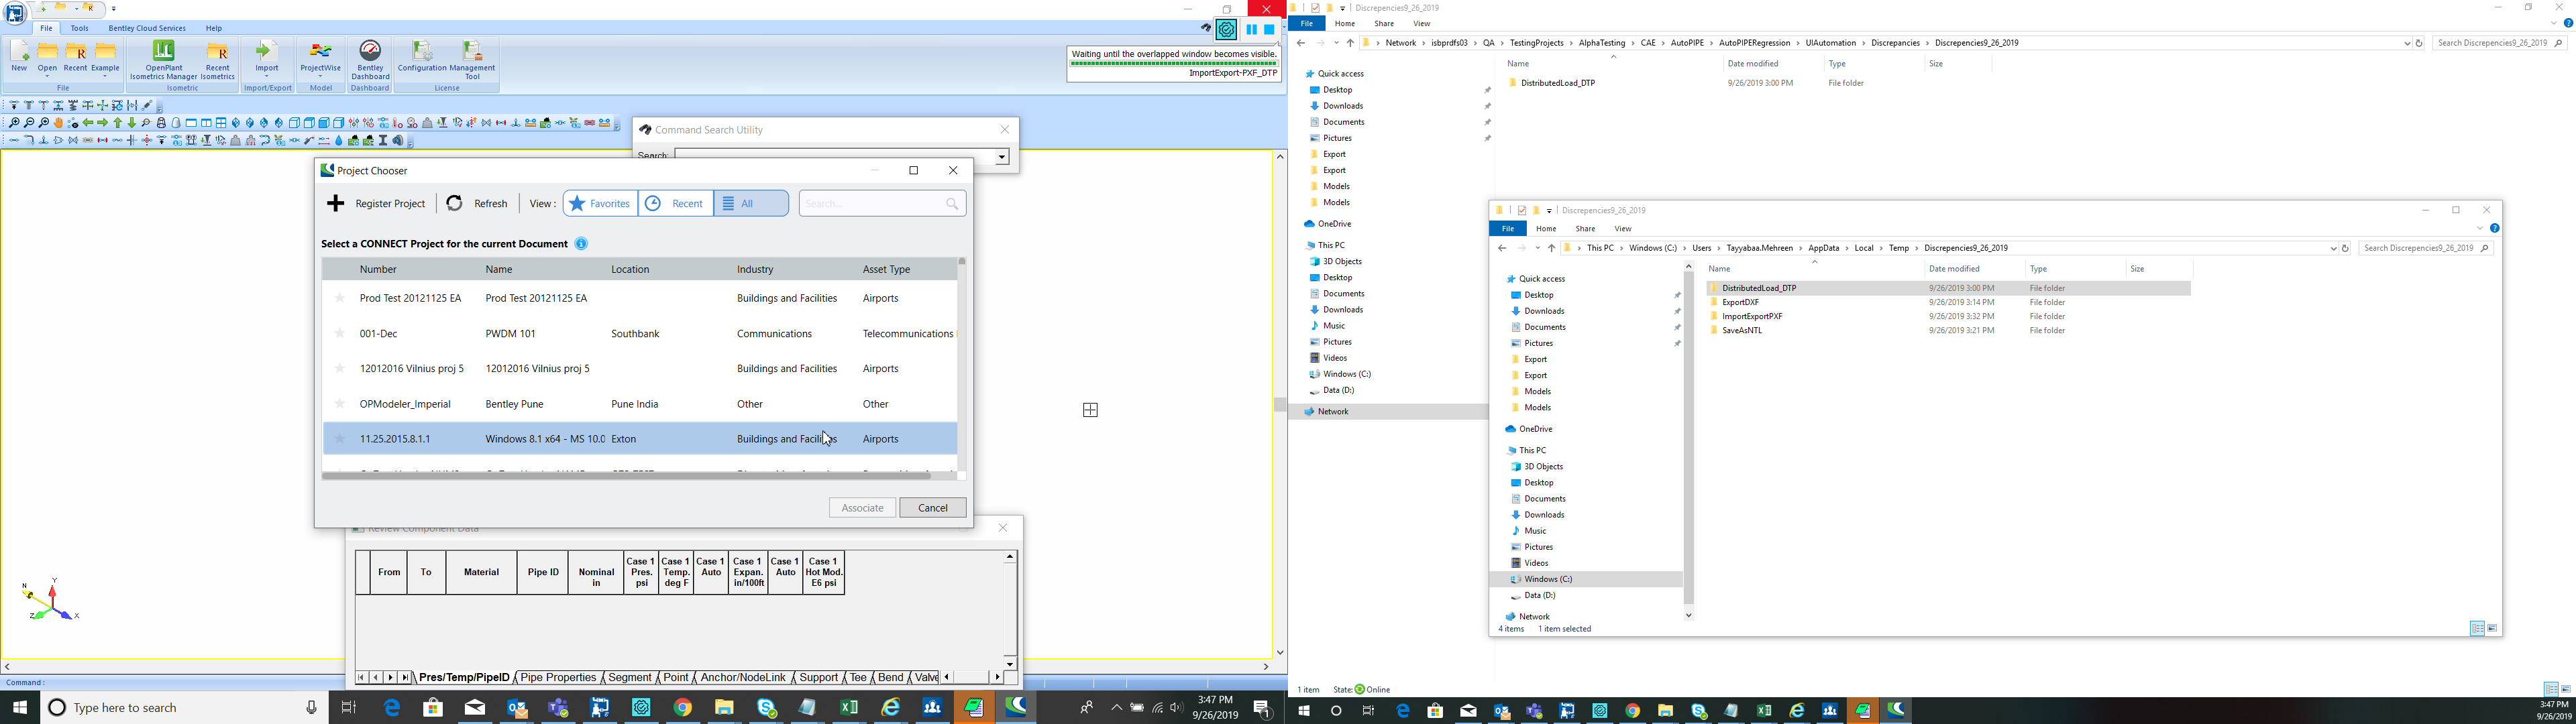 File Tools Bentley Cloud Services Help
New Open Recent Example OpenPlant Isometrics Manager Recent Isometrics Import ProjectWise Bentley Dashboard Configuration Management Tool
File Isometric Import/Export Model Dashboard License
Waiting until the overlapped window becomes visible.
ImportExport-PXF_DTP
Command Search Utility
Search:
Project Chooser
Register Project Refresh View : Favorites Recent All Search...
Select a CONNECT Project for the current Document
Number Name Location Industry Asset Type
Prod Test 20121125 EA Prod Test 20121125 EA Buildings and Facilities Airports
001-Dec PWDM 101 Southbank Communications Telecommunications
12012016 Vilnius proj 5 12012016 Vilnius proj 5 Buildings and Facilities Airports
OPModeler_Imperial Bentley Pune Pune India Other Other
11.25.2015.8.1.1 Windows 8.1 x64 - MS 10.0 Exton Buildings and Facilities Airports
Associate Cancel
Review Component Data
From To Material Pipe ID Nominal in Case 1 Pres. psi Case 1 Temp. deg F Case 1 Auto Case 1 Expan. in/100ft Case 1 Auto Case 1 Hot Mod. E6 psi
Pres/Temp/PipeID Pipe Properties Segment Point Anchor/NodeLink Support Tee Bend Valve
N Y Z X
Command :
Type here to search
3:47 PM
9/26/2019
Discrepencies9_26_2019
File Home Share View
Network isbprdfs03 QA TestingProjects AlphaTesting CAE AutoPIPE AutoPIPERegression UIAutomation Discrepancies Discrepencies9_26_2019
Search Discrepencies9_26_2019
Name Date modified Type Size
DistributedLoad_DTP 9/26/2019 3:00 PM File folder
Quick access
Desktop
Downloads
Documents
Pictures
Export
Export
Models
Models
OneDrive
This PC
3D Objects
Desktop
Documents
Downloads
Music
Pictures
Videos
Windows (C:)
Data (D:)
Network
1 item State: Online
Discrepencies9_26_2019
File Home Share View
This PC Windows (C:) Users Tayyabaa.Mehreen AppData Local Temp Discrepencies9_26_2019
Search Discrepencies9_26_2019
Name Date modified Type Size
DistributedLoad_DTP 9/26/2019 3:00 PM File folder
ExportDXF 9/26/2019 3:14 PM File folder
ImportExportPXF 9/26/2019 3:32 PM File folder
SaveAsNTL 9/26/2019 3:21 PM File folder
Quick access
Desktop
Downloads
Documents
Pictures
Export
Export
Models
Models
OneDrive
This PC
3D Objects
Desktop
Documents
Downloads
Music
Pictures
Videos
Windows (C:)
Data (D:)
Network
4 items 1 item selected
3:47 PM
9/26/2019